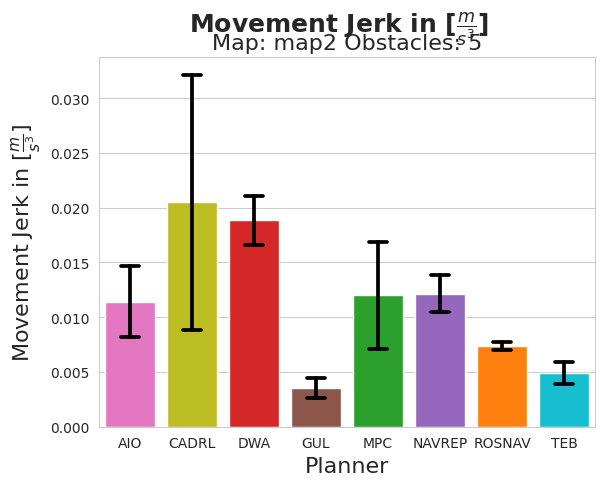 Movement Jerk in [m/s³]
Map: map2 Obstacles: 5
Movement Jerk in [m/s³]
0.030
0.025
0.020
0.015
0.010
0.005
0.000
AIO CADRL DWA GUL MPC NAVREP ROSNAV TEB
Planner